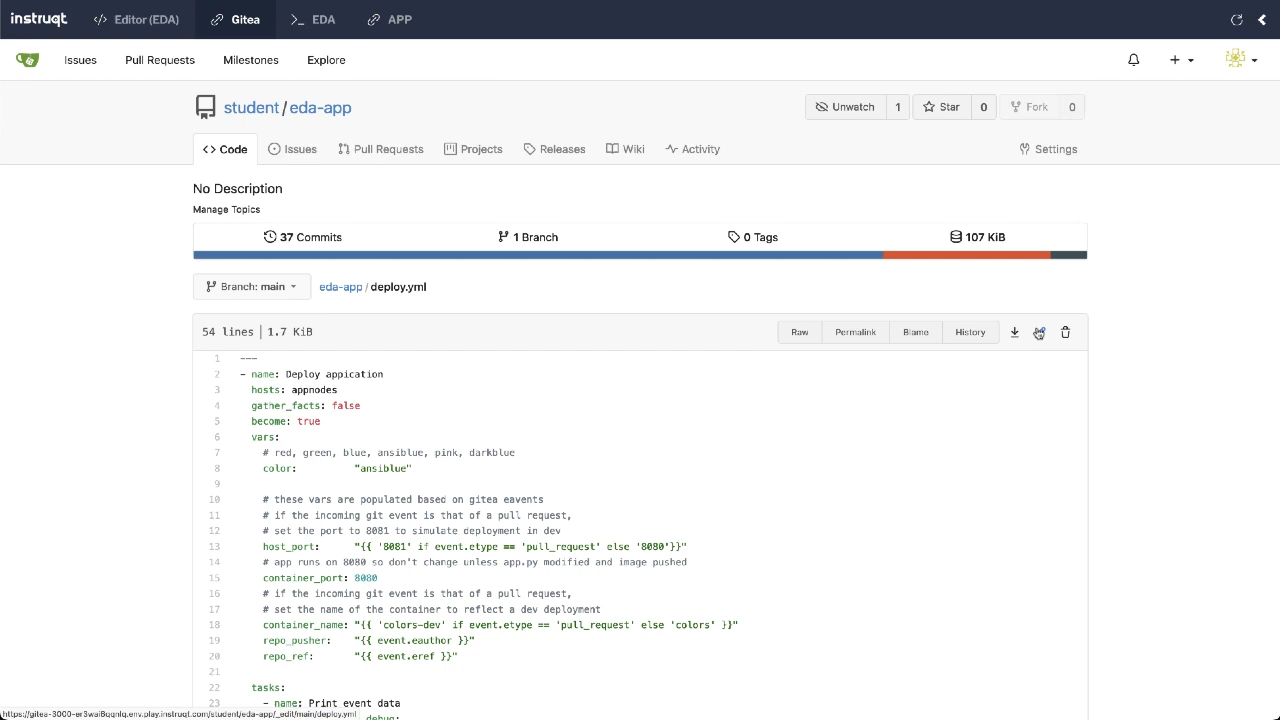 instruqt Editor (EDA) Gitea EDA APP
Issues Pull Requests Milestones Explore
student/eda-app Unwatch 1 Star 0 Fork 0
Code Issues Pull Requests Projects Releases Wiki Activity Settings
No Description
Manage Topics
37 Commits 1 Branch 0 Tags 107 KiB
Branch: main eda-app / deploy.yml
54 lines | 1.7 KiB Raw Permalink Blame History
1 ---
2 - name: Deploy appication
3 hosts: appnodes
4 gather_facts: false
5 become: true
6 vars:
7 # red, green, blue, ansiblue, pink, darkblue
8 color: "ansiblue"
9
10 # these vars are populated based on gitea eavents
11 # if the incoming git event is that of a pull request,
12 # set the port to 8081 to simulate deployment in dev
13 host_port: "{{ '8081' if event.etype == 'pull_request' else '8080'}}"
14 # app runs on 8080 so don't change unless app.py modified and image pushed
15 container_port: 8080
16 # if the incoming git event is that of a pull request,
17 # set the name of the container to reflect a dev deployment
18 container_name: "{{ 'colors-dev' if event.etype == 'pull_request' else 'colors' }}"
19 repo_pusher: "{{ event.eauthor }}"
20 repo_ref: "{{ event.eref }}"
21
22 tasks:
23 - name: Print event data
debug: